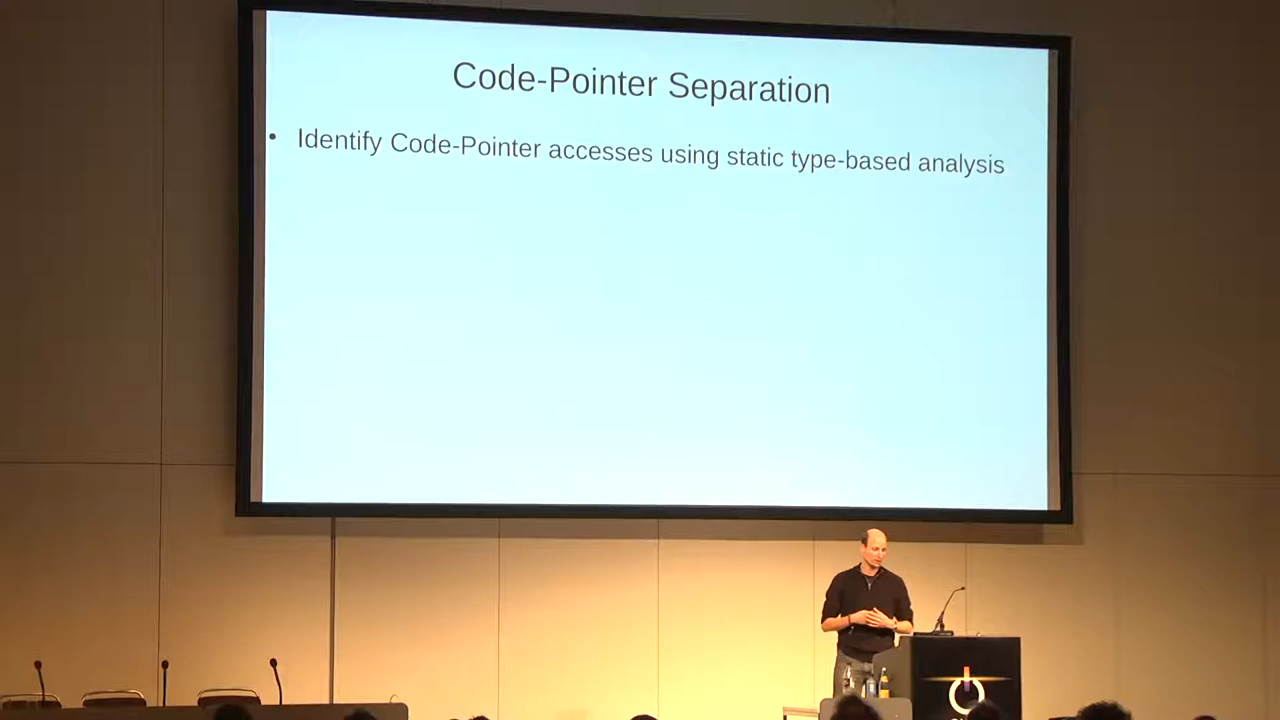 Code-Pointer Separation
• Identify Code-Pointer accesses using static type-based analysis